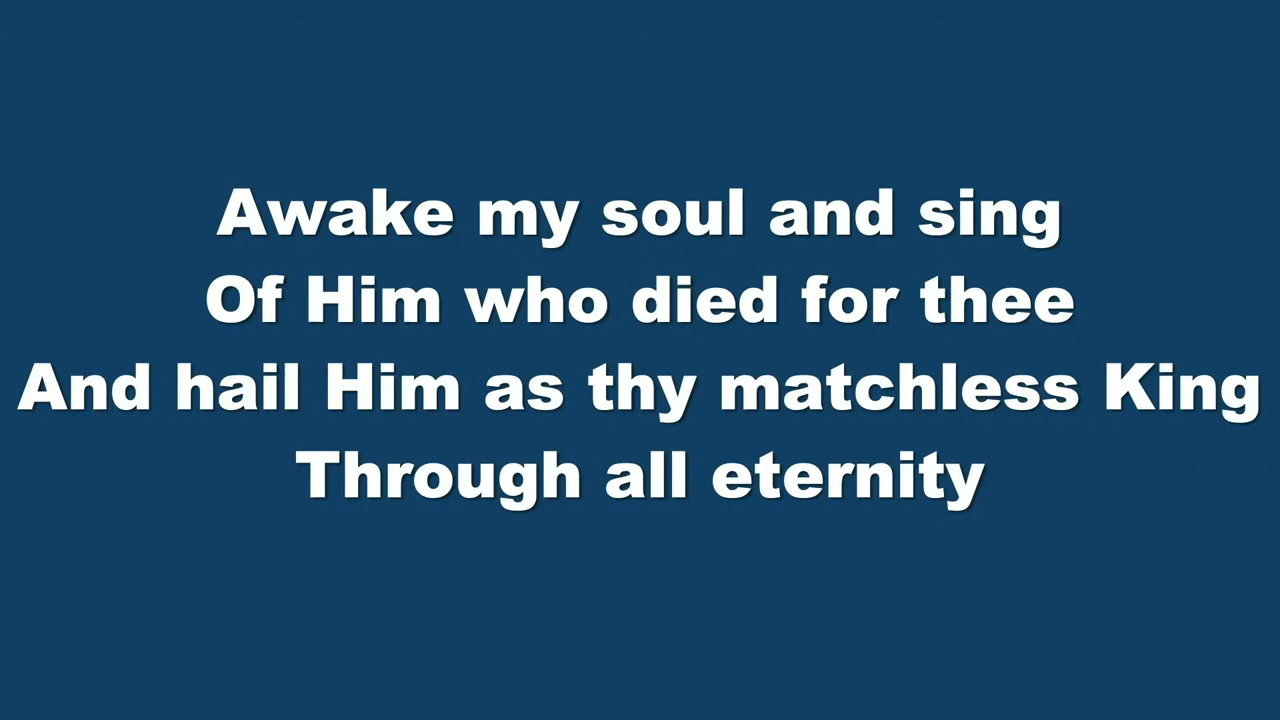 Awake my soul and sing
Of Him who died for thee
And hail Him as thy matchless King
Through all eternity